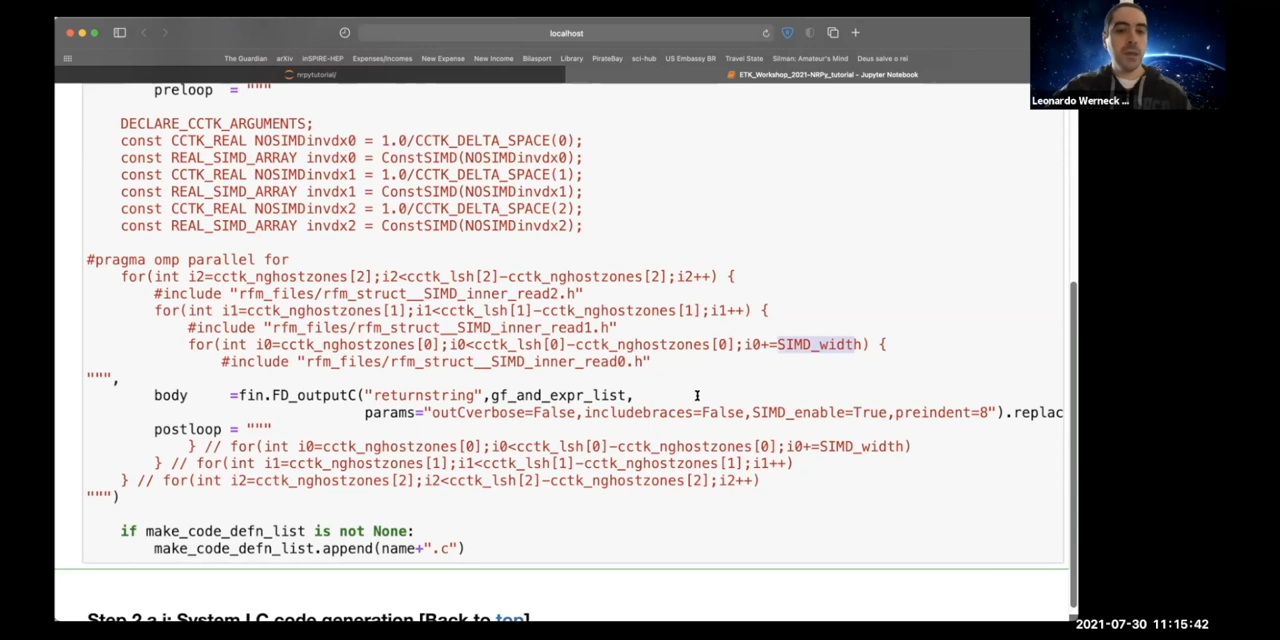 localhost
The Guardian arXiv iNSPIRE-HEP Expenses/Incomes New Expense New Income Bilasport Library PirateBay sci-hub US Embassy BR Travel State Silman: Amateur's Mind Deus salve o rei
nrpytutorial/ ETK_Workshop_2021-NRPy_tutorial - Jupyter Notebook
Leonardo Werneck ...
preloop = """
DECLARE_CCTK_ARGUMENTS;
const CCTK_REAL NOSIMDinvdx0 = 1.0/CCTK_DELTA_SPACE(0);
const REAL_SIMD_ARRAY invdx0 = ConstSIMD(NOSIMDinvdx0);
const CCTK_REAL NOSIMDinvdx1 = 1.0/CCTK_DELTA_SPACE(1);
const REAL_SIMD_ARRAY invdx1 = ConstSIMD(NOSIMDinvdx1);
const CCTK_REAL NOSIMDinvdx2 = 1.0/CCTK_DELTA_SPACE(2);
const REAL_SIMD_ARRAY invdx2 = ConstSIMD(NOSIMDinvdx2);
#pragma omp parallel for
for(int i2=cctk_nghostzones[2];i2<cctk_lsh[2]-cctk_nghostzones[2];i2++) {
#include "rfm_files/rfm_struct__SIMD_inner_read2.h"
for(int i1=cctk_nghostzones[1];i1<cctk_lsh[1]-cctk_nghostzones[1];i1++) {
#include "rfm_files/rfm_struct__SIMD_inner_read1.h"
for(int i0=cctk_nghostzones[0];i0<cctk_lsh[0]-cctk_nghostzones[0];i0+=SIMD_width) {
#include "rfm_files/rfm_struct__SIMD_inner_read0.h"
""",
body =fin.FD_outputC("returnstring",gf_and_expr_list,
params="outCverbose=False,includebraces=False,SIMD_enable=True,preindent=8").replac
postloop = """
} // for(int i0=cctk_nghostzones[0];i0<cctk_lsh[0]-cctk_nghostzones[0];i0+=SIMD_width)
} // for(int i1=cctk_nghostzones[1];i1<cctk_lsh[1]-cctk_nghostzones[1];i1++)
} // for(int i2=cctk_nghostzones[2];i2<cctk_lsh[2]-cctk_nghostzones[2];i2++)
""")
if make_code_defn_list is not None:
make_code_defn_list.append(name+".c")
Step 2.a.i: System I C code generation [Back to top]
2021-07-30 11:15:42